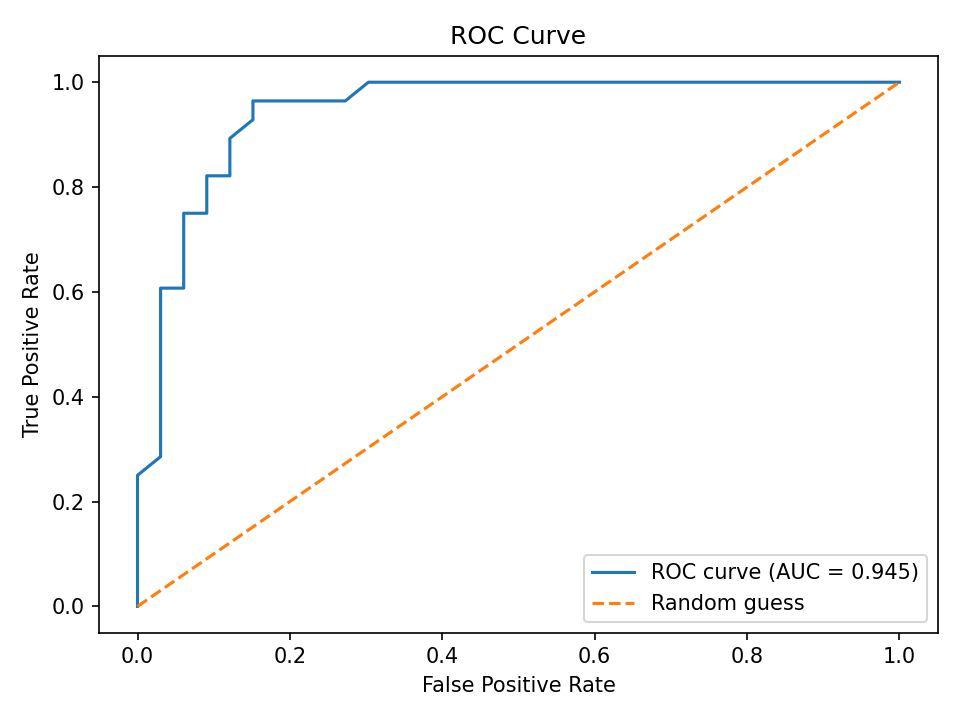 ROC Curve
True Positive Rate
1.0
0.8
0.6
0.4
0.2
0.0
ROC curve (AUC = 0.945)
Random guess
0.0 0.2 0.4 0.6 0.8 1.0
False Positive Rate